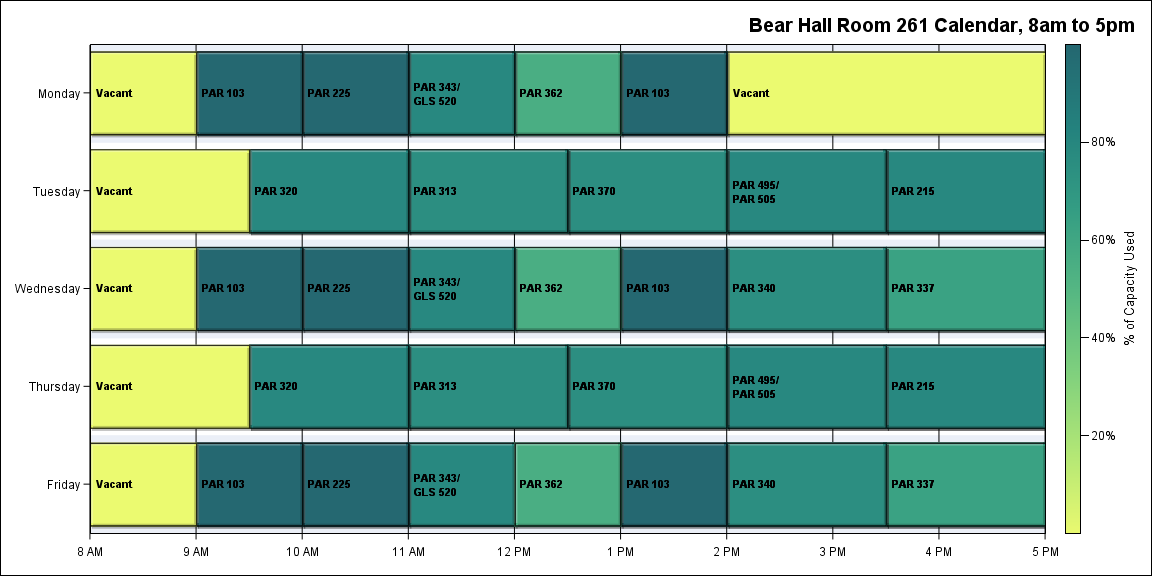 Bear Hall Room 261 Calendar, 8am to 5pm
Monday
Vacant
PAR 103
PAR 225
PAR 343/
GLS 520
PAR 362
PAR 103
Vacant
Tuesday
Vacant
PAR 320
PAR 313
PAR 370
PAR 495/
PAR 505
PAR 215
Wednesday
Vacant
PAR 103
PAR 225
PAR 343/
GLS 520
PAR 362
PAR 103
PAR 340
PAR 337
Thursday
Vacant
PAR 320
PAR 313
PAR 370
PAR 495/
PAR 505
PAR 215
Friday
Vacant
PAR 103
PAR 225
PAR 343/
GLS 520
PAR 362
PAR 103
PAR 340
PAR 337
8 AM
9 AM
10 AM
11 AM
12 PM
1 PM
2 PM
3 PM
4 PM
5 PM
80%
60%
40%
20%
% of Capacity Used